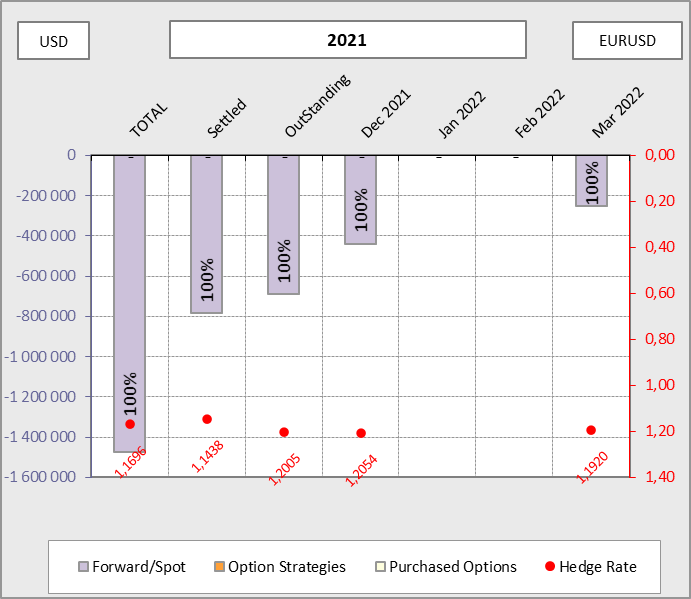 USD
2021
EURUSD
TOTAL
Settled
OutStanding
Dec 2021
Jan 2022
Feb 2022
Mar 2022
0
-200 000
-400 000
-600 000
-800 000
-1 000 000
-1 200 000
-1 400 000
-1 600 000
100%
100%
100%
100%
100%
1,1696
1,1438
1,2005
1,2054
1,1920
0,00
0,20
0,40
0,60
0,80
1,00
1,20
1,40
Forward/Spot
Option Strategies
Purchased Options
Hedge Rate